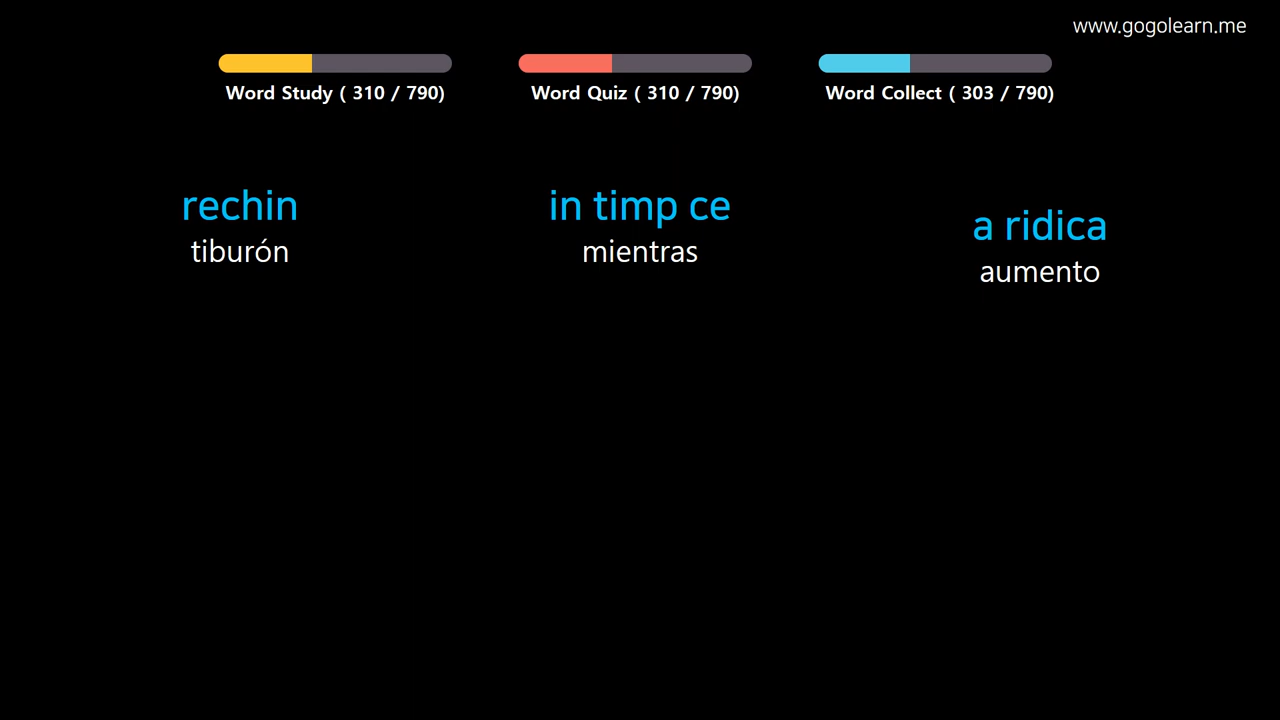 www.gogolearn.me
Word Study ( 310 / 790)
Word Quiz ( 310 / 790)
Word Collect ( 303 / 790)
rechin
tiburón
in timp ce
mientras
a ridica
aumento